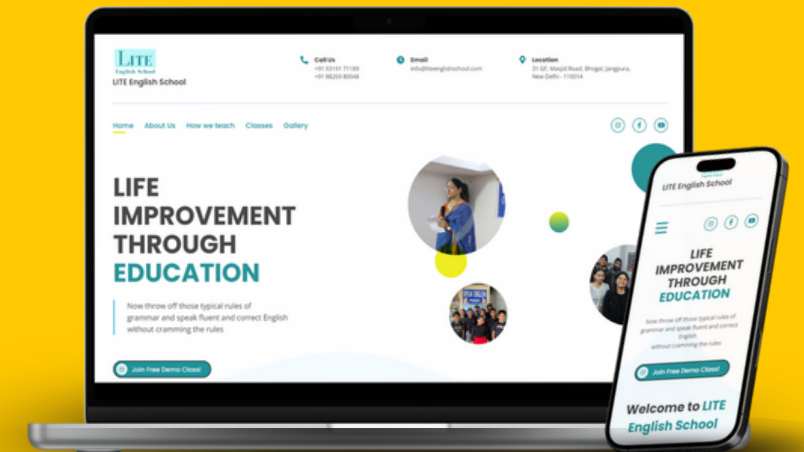 LITE
English School
LITE English School
Call Us
+91 93191 71189
+91 88269 80048
Email
info@liteenglishschool.com
Location
31-GF, Masjid Road, Bhogal, Jangpura,
New Delhi - 110014
Home About Us How we teach Classes Gallery
LIFE
IMPROVEMENT
THROUGH
EDUCATION
Now throw off those typical rules of
grammar and speak fluent and correct English
without cramming the rules
Join Free Demo Class!
LITE English School
LIFE
IMPROVEMENT
THROUGH
EDUCATION
Now throw off those typical rules of
grammar and speak fluent and correct
English
without cramming the rules
Join Free Demo Class!
Welcome to LITE
English School